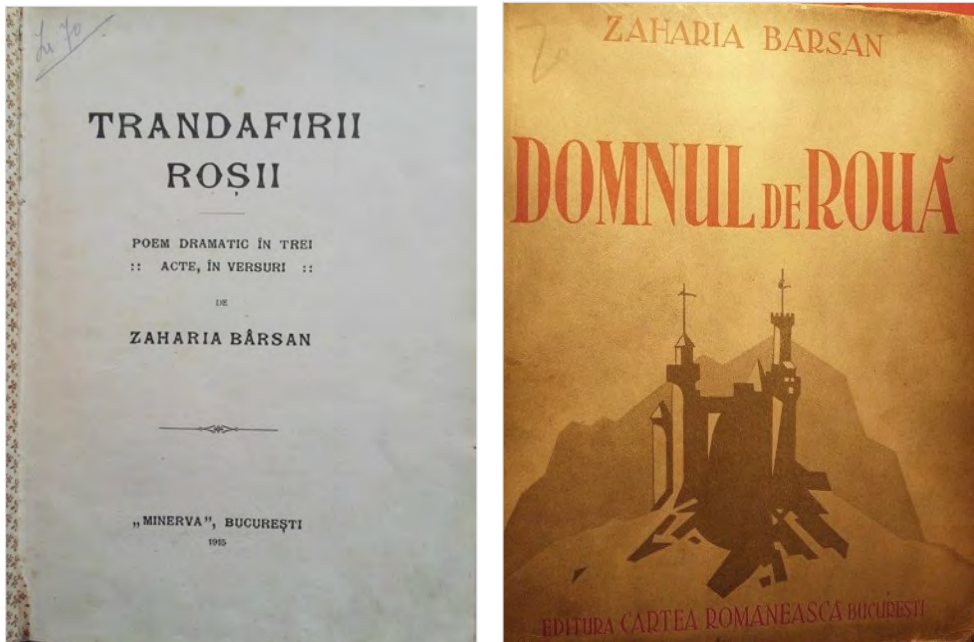 TRANDAFIRII
ROȘII
POEM DRAMATIC ÎN TREI
:: ACTE, ÎN VERSURI ::
DE
ZAHARIA BÂRSAN
„MINERVA”, BUCUREȘTI
1915
ZAHARIA BÂRSAN
DOMNUL DE ROUĂ
EDITURA CARTEA ROMÂNEASCĂ BUCUREȘTI